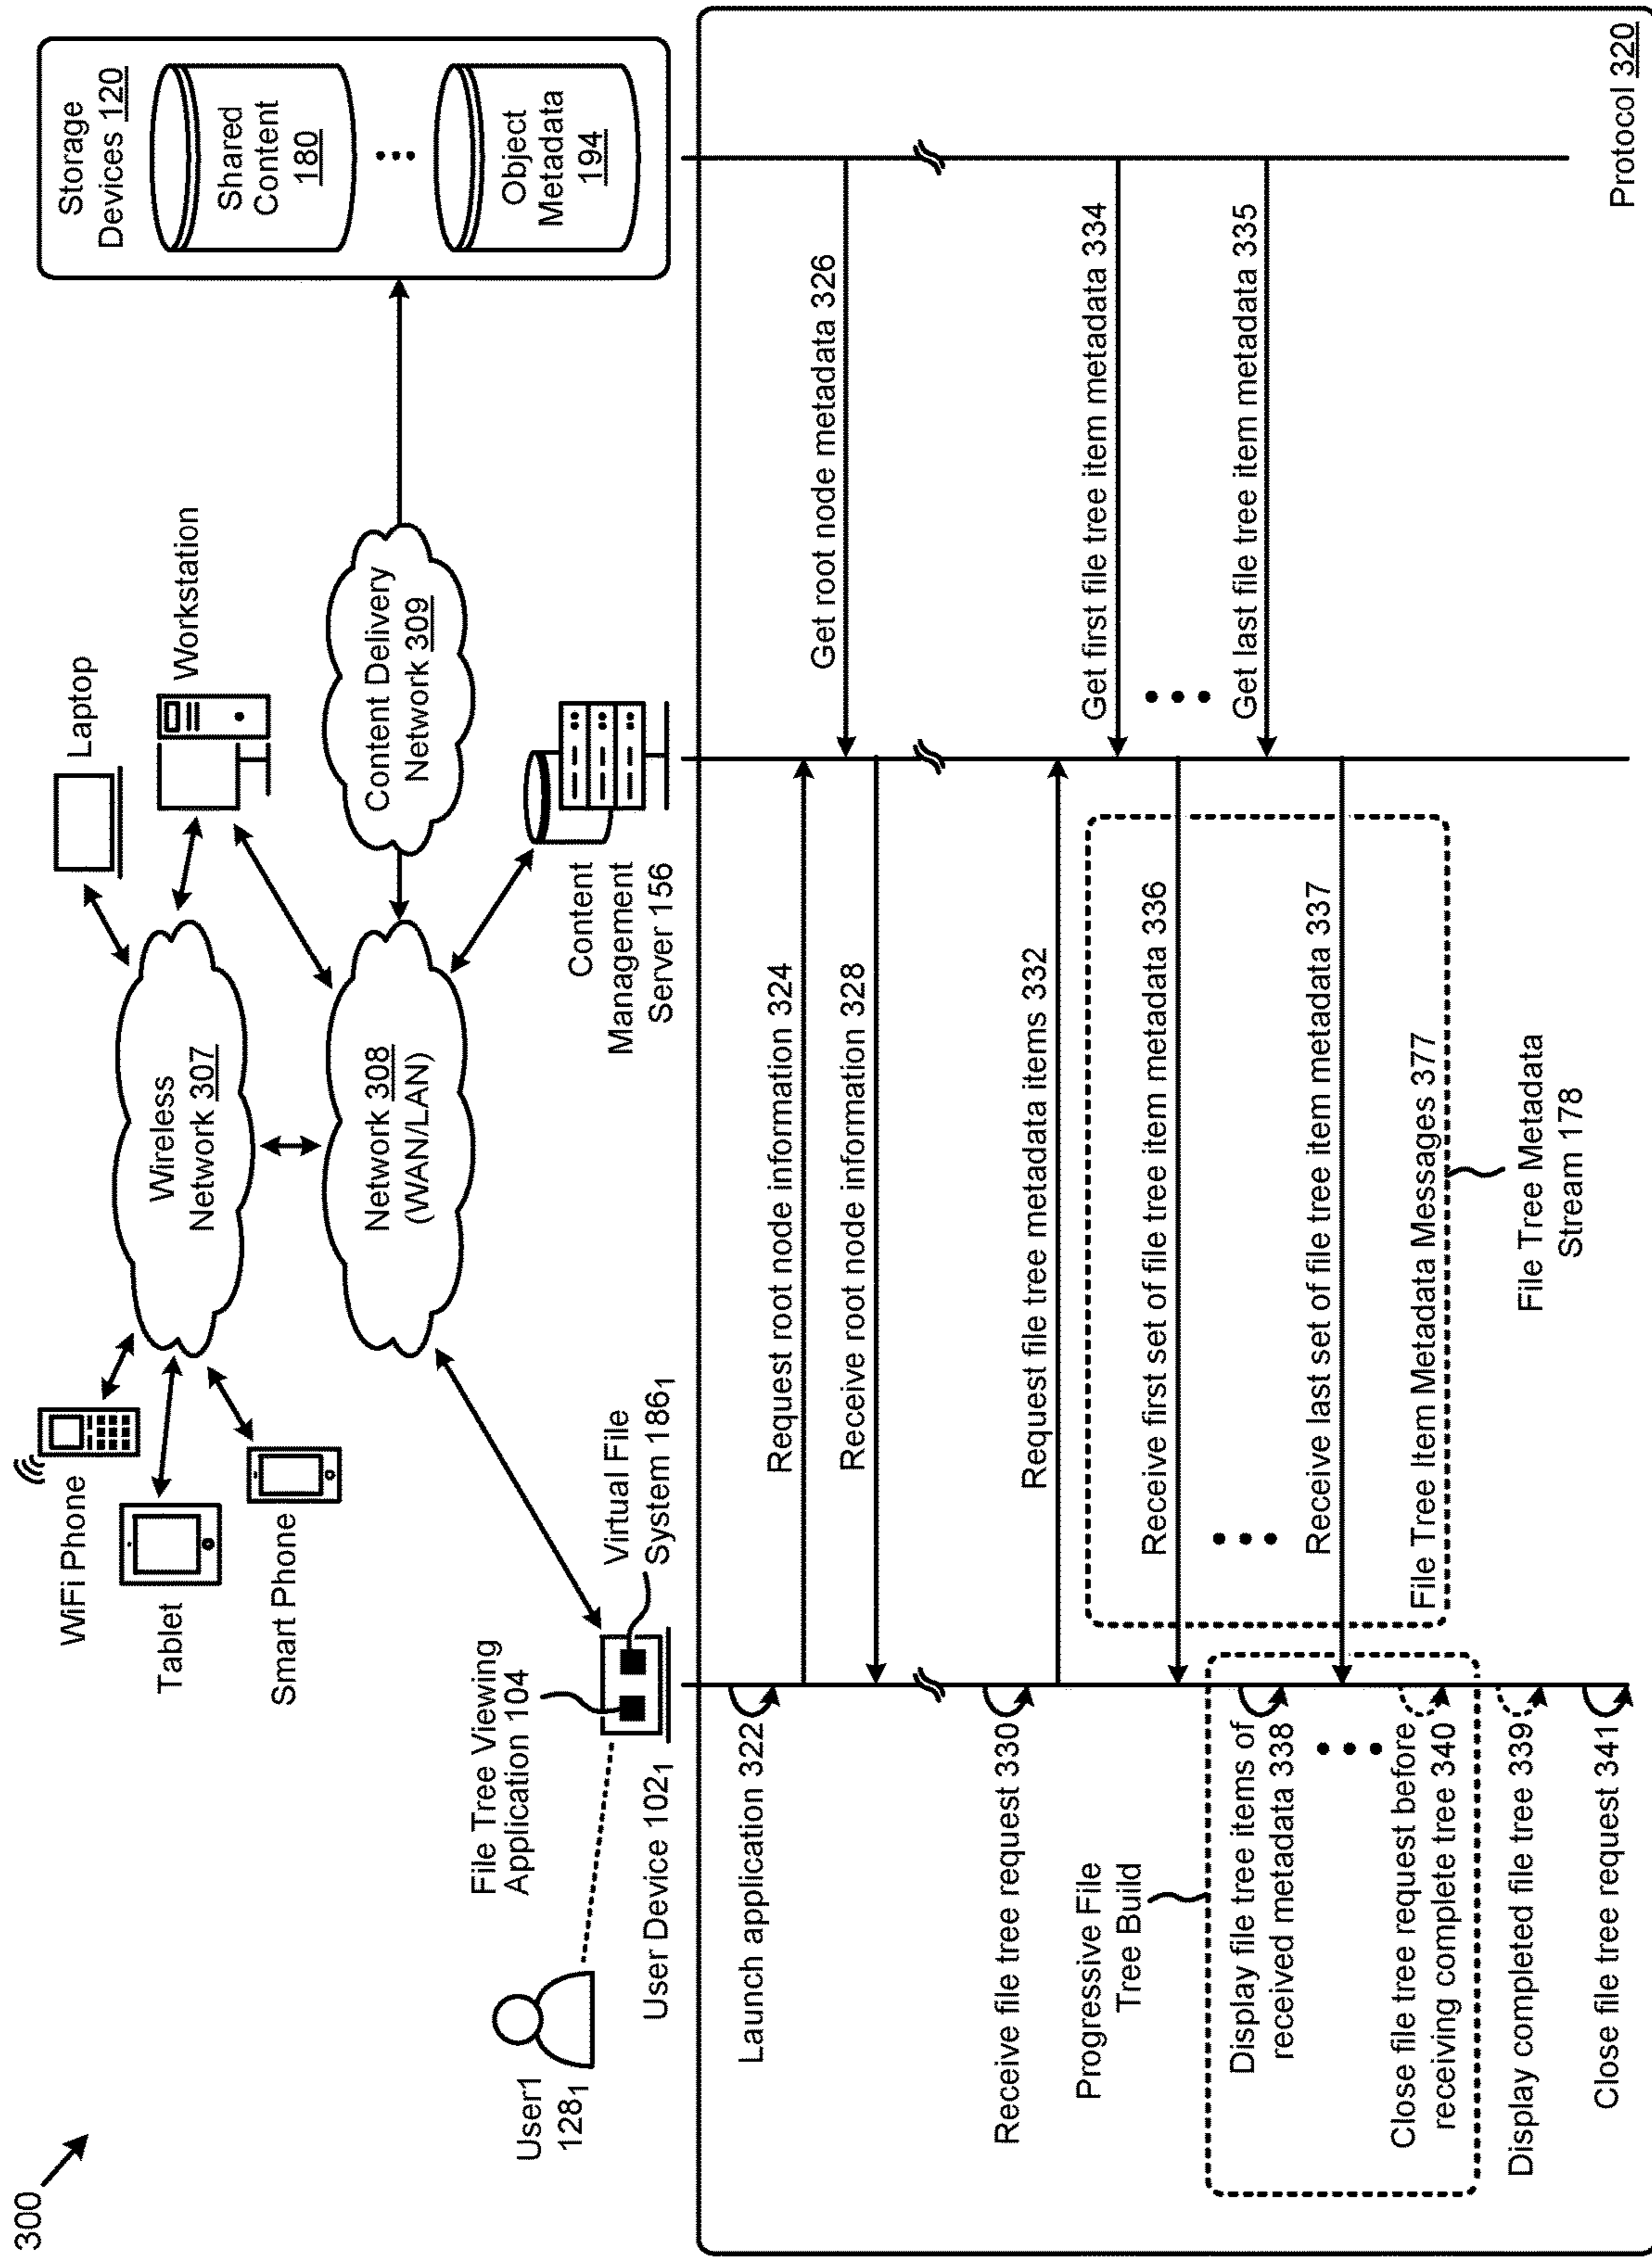 300
WiFi Phone
Tablet
Smart Phone
Wireless
Network 307
Laptop
Workstation
Network 308
(WAN/LAN)
Content Delivery
Network 309
Storage
Devices 120
Shared
Content
180
Object
Metadata
194
User1
128₁
File Tree Viewing
Application 104
Virtual File
System 186₁
User Device 102₁
Content
Management
Server 156
Launch application 322
Request root node information 324
Get root node metadata 326
Receive root node information 328
Receive file tree request 330
Request file tree metadata items 332
Progressive File
Tree Build
Get first file tree item metadata 334
Receive first set of file tree item metadata 336
Display file tree items of
received metadata 338
Get last file tree item metadata 335
Receive last set of file tree item metadata 337
Close file tree request before
receiving complete tree 340
File Tree Item Metadata Messages 377
Display completed file tree 339
File Tree Metadata
Stream 178
Close file tree request 341
Protocol 320